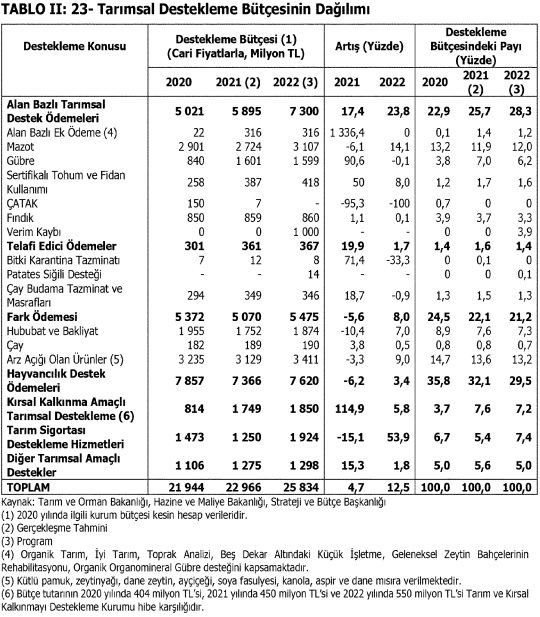 TABLO II: 23- Tarımsal Destekleme Bütçesinin Dağılımı
Destekleme Konusu Destekleme Bütçesi (1) (Cari Fiyatlarla, Milyon TL) Artış (Yüzde) Destekleme Bütçesindeki Payı (Yüzde)
2020 2021 (2) 2022 (3) 2021 2022 2020 2021 (2) 2022 (3)
Alan Bazlı Tarımsal Destek Ödemeleri 5 021 5 895 7 300 17,4 23,8 22,9 25,7 28,3
Alan Bazlı Ek Ödeme (4) 22 316 316 1 336,4 0 0,1 1,4 1,2
Mazot 2 901 2 724 3 107 -6,1 14,1 13,2 11,9 12,0
Gübre 840 1 601 1 599 90,6 -0,1 3,8 7,0 6,2
Sertifikalı Tohum ve Fidan Kullanımı 258 387 418 50 8,0 1,2 1,7 1,6
ÇATAK 150 7 - -95,3 -100 0,7 0 0
Fındık 850 859 860 1,1 0,1 3,9 3,7 3,3
Verim Kaybı 0 0 1 000 - - 0 0 3,9
Telafi Edici Ödemeler 301 361 367 19,9 1,7 1,4 1,6 1,4
Bitki Karantina Tazminatı 7 12 8 71,4 -33,3 0 0,1 0
Patates Siğili Desteği - - 14 - - 0 0 0,1
Çay Budama Tazminat ve Masrafları 294 349 346 18,7 -0,9 1,3 1,5 1,3
Fark Ödemesi 5 372 5 070 5 475 -5,6 8,0 24,5 22,1 21,2
Hububat ve Bakliyat 1 955 1 752 1 874 -10,4 7,0 8,9 7,6 7,3
Çay 182 189 190 3,8 0,5 0,8 0,8 0,7
Arz Açığı Olan Ürünler (5) 3 235 3 129 3 411 -3,3 9,0 14,7 13,6 13,2
Hayvancılık Destek Ödemeleri 7 857 7 366 7 620 -6,2 3,4 35,8 32,1 29,5
Kırsal Kalkınma Amaçlı Tarımsal Destekleme (6) 814 1 749 1 850 114,9 5,8 3,7 7,6 7,2
Tarım Sigortası Destekleme Hizmetleri 1 473 1 250 1 924 -15,1 53,9 6,7 5,4 7,4
Diğer Tarımsal Amaçlı Destekler 1 106 1 275 1 298 15,3 1,8 5,0 5,6 5,0
TOPLAM 21 944 22 966 25 834 4,7 12,5 100,0 100,0 100,0
Kaynak: Tarım ve Orman Bakanlığı, Hazine ve Maliye Bakanlığı, Strateji ve Bütçe Başkanlığı
(1) 2020 yılında ilgili kurum bütçesi kesin hesap verileridir.
(2) Gerçekleşme Tahmini
(3) Program
(4) Organik Tarım, İyi Tarım, Toprak Analizi, Beş Dekar Altındaki Küçük İşletme, Geleneksel Zeytin Bahçelerinin
Rehabilitasyonu, Organik Organomineral Gübre desteğini kapsamaktadır.
(5) Kütlü pamuk, zeytinyağı, dane zeytin, ayçiçeği, soya fasulyesi, kanola, aspir ve dane mısıra verilmektedir.
(6) Bütçe tutarının 2020 yılında 404 milyon TL'si, 2021 yılında 450 milyon TL'si ve 2022 yılında 550 milyon TL'si Tarım ve Kırsal
Kalkınmayı Destekleme Kurumu hibe karşılığıdır.